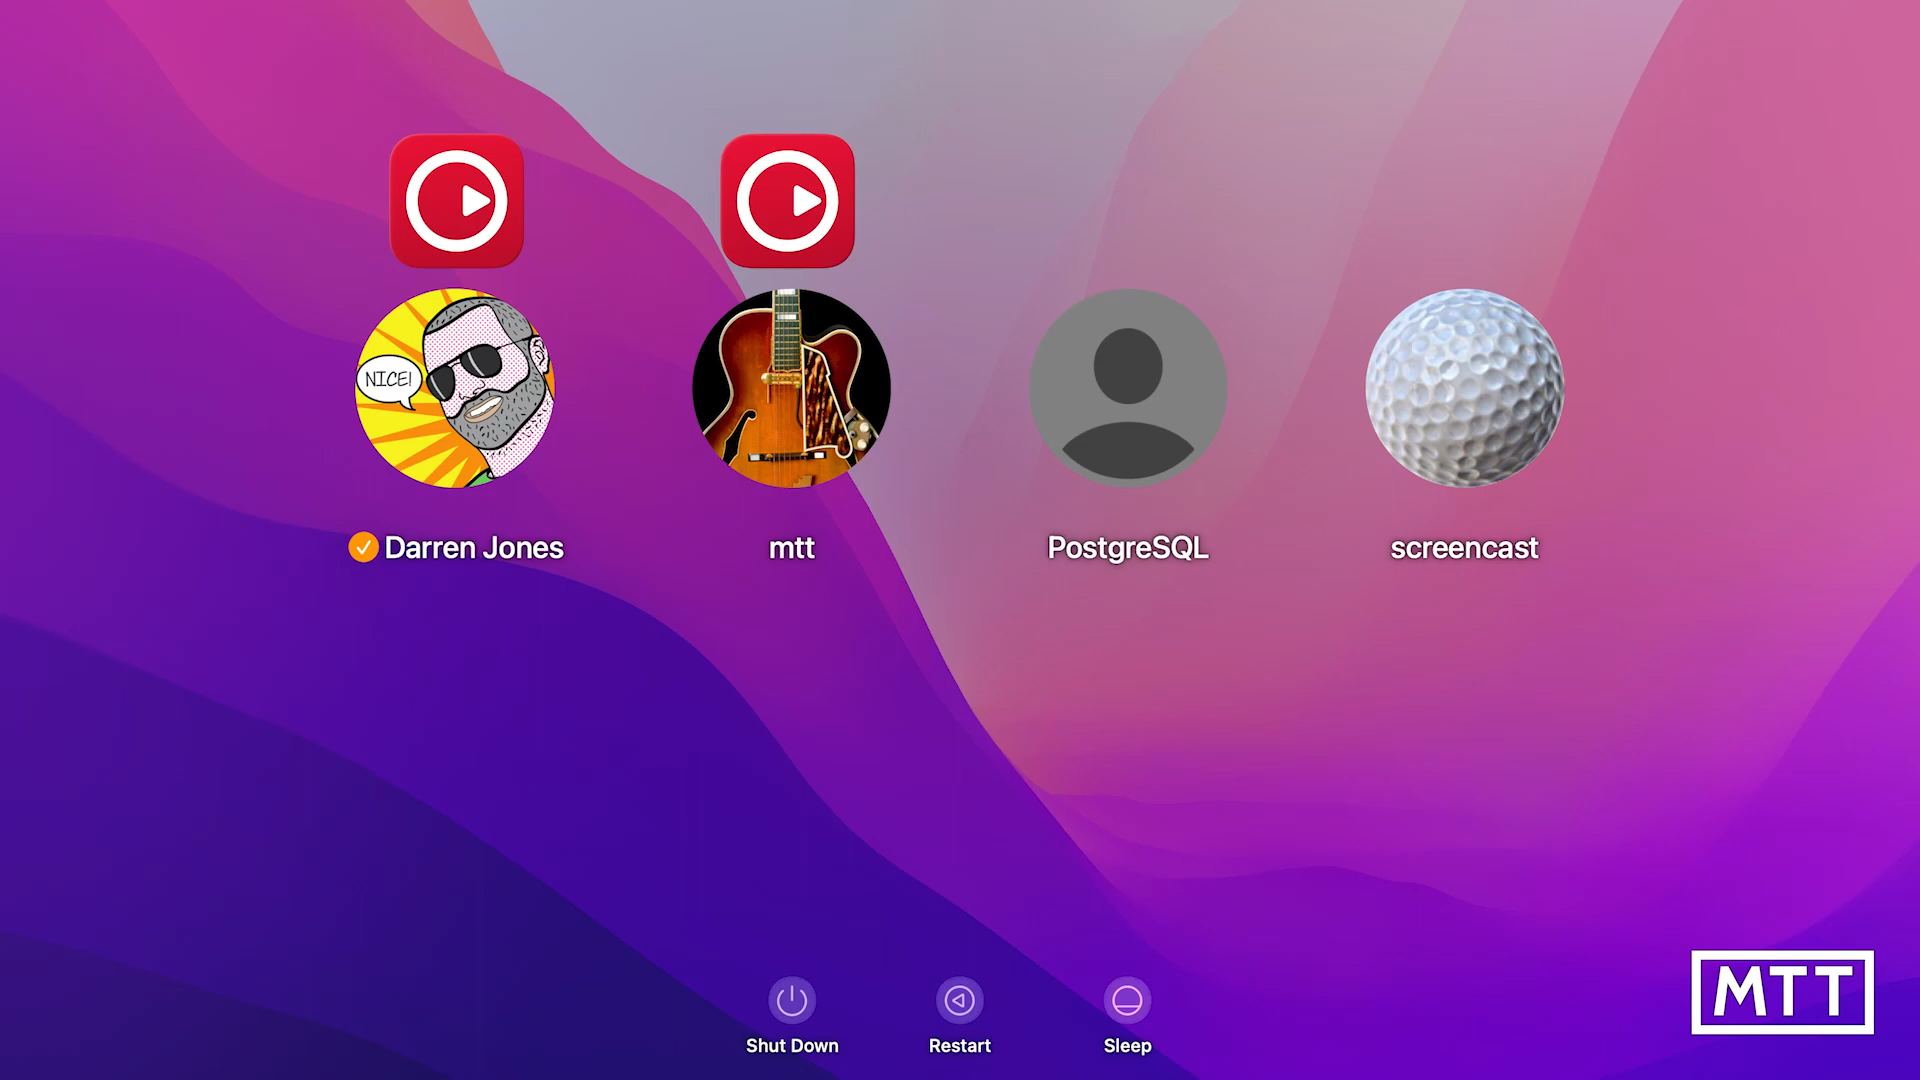 NICE!
Darren Jones
mtt
PostgreSQL
screencast
Shut Down
Restart
Sleep
MTT